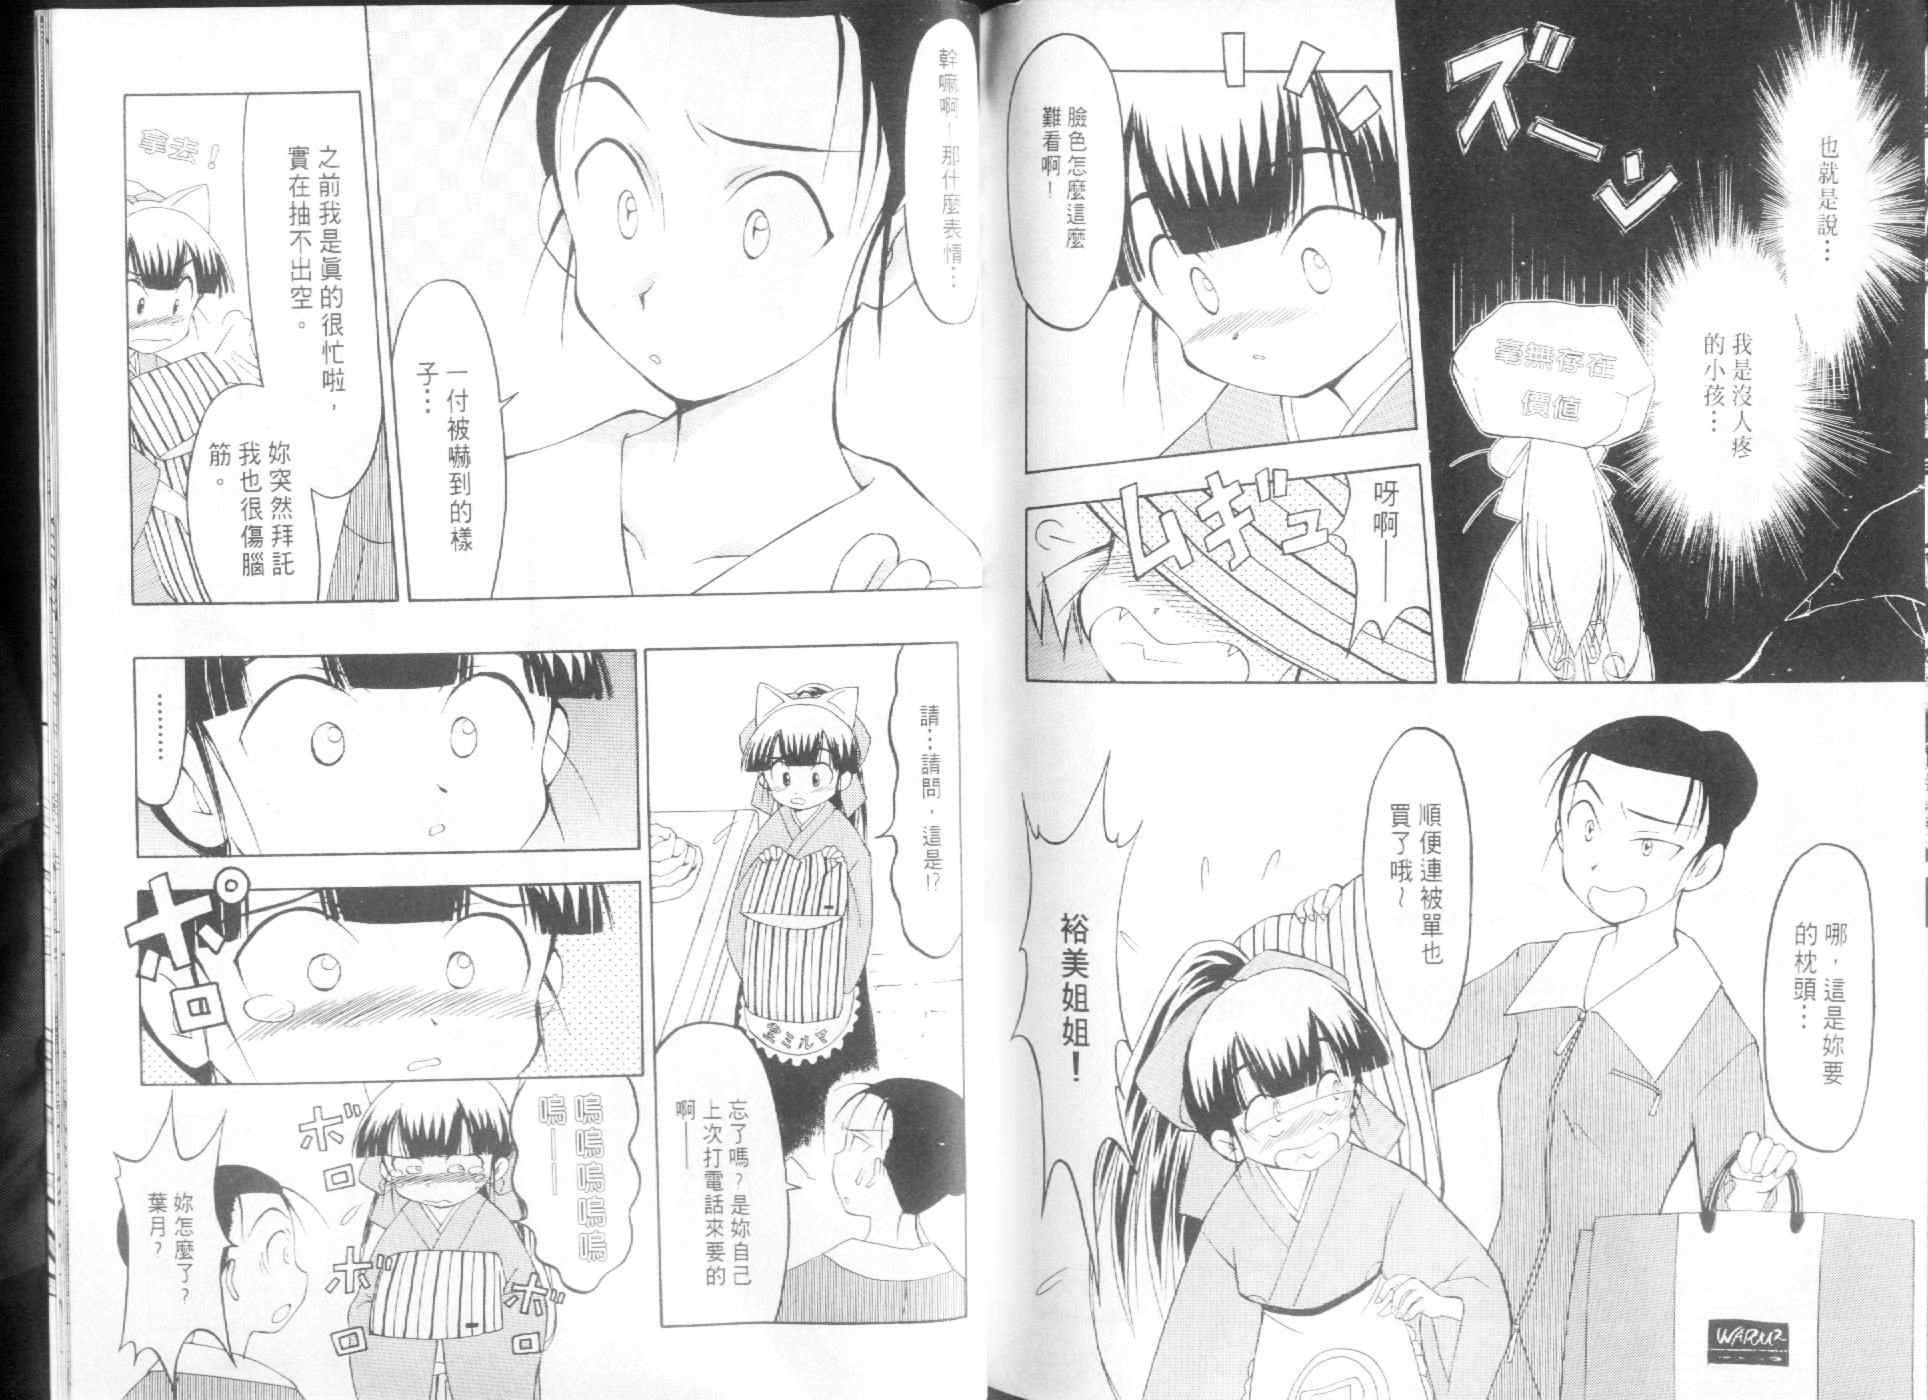 也就是說…
我是沒人疼
的小孩…
ズーン
毫無存在
價值
臉色怎麼這麼
難看啊！
呀啊——
ムギュ
哪，這是妳要
的枕頭…
順便連被單也
買了哦～
裕美姐姐！
WARM2
幹嘛啊！那什麼表情…
一付被嚇到的樣
子…
之前我是眞的很忙啦，
實在抽不出空。
妳突然拜託
我也很傷腦
筋。
拿去！
請…請問，這是!?
忘了嗎？是妳自己
上次打電話來要的
啊——
………
ポロ
嗚嗚嗚嗚嗚
嗚——
ボロ
ボロ
ボロ
妳怎麼了？
葉月？